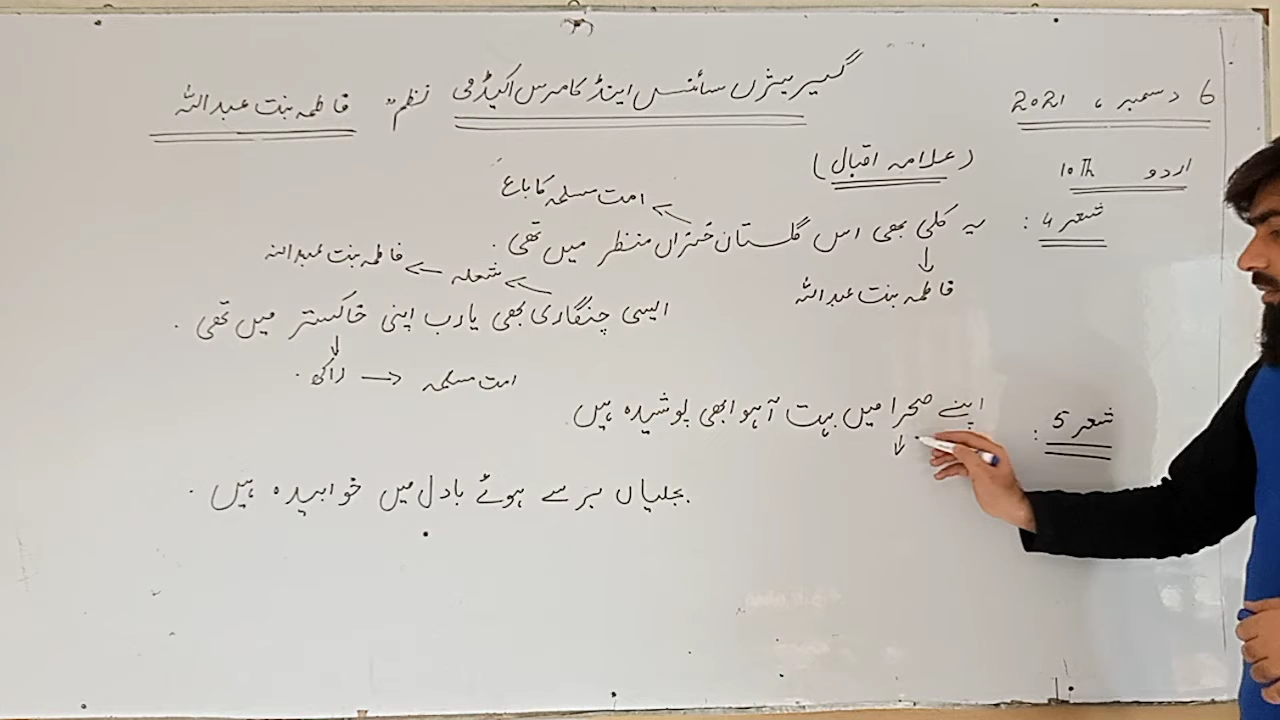 6 دسمبر، 2021
گیریژن سائنس اینڈ کامرس اکیڈمی
نظم" فاطمہ بنت عبداللہ
اردو 10Th
(علامہ اقبال)
امت مسلمہ کا باغ
شعر 4: یہ کلی بھی اس گلستان خزاں منظر میں تھی۔
فاطمہ بنت عبداللہ
شعلہ ← فاطمہ بنت عبداللہ
ایسی چنگاری بھی یارب اپنی خاکستر میں تھی۔
راکھ → امت مسلمہ
شعر 5: اپنے صحرا میں بہت آہو ابھی پوشیدہ ہیں
بجلیاں برسے ہوئے بادل میں خوابیدہ ہیں۔